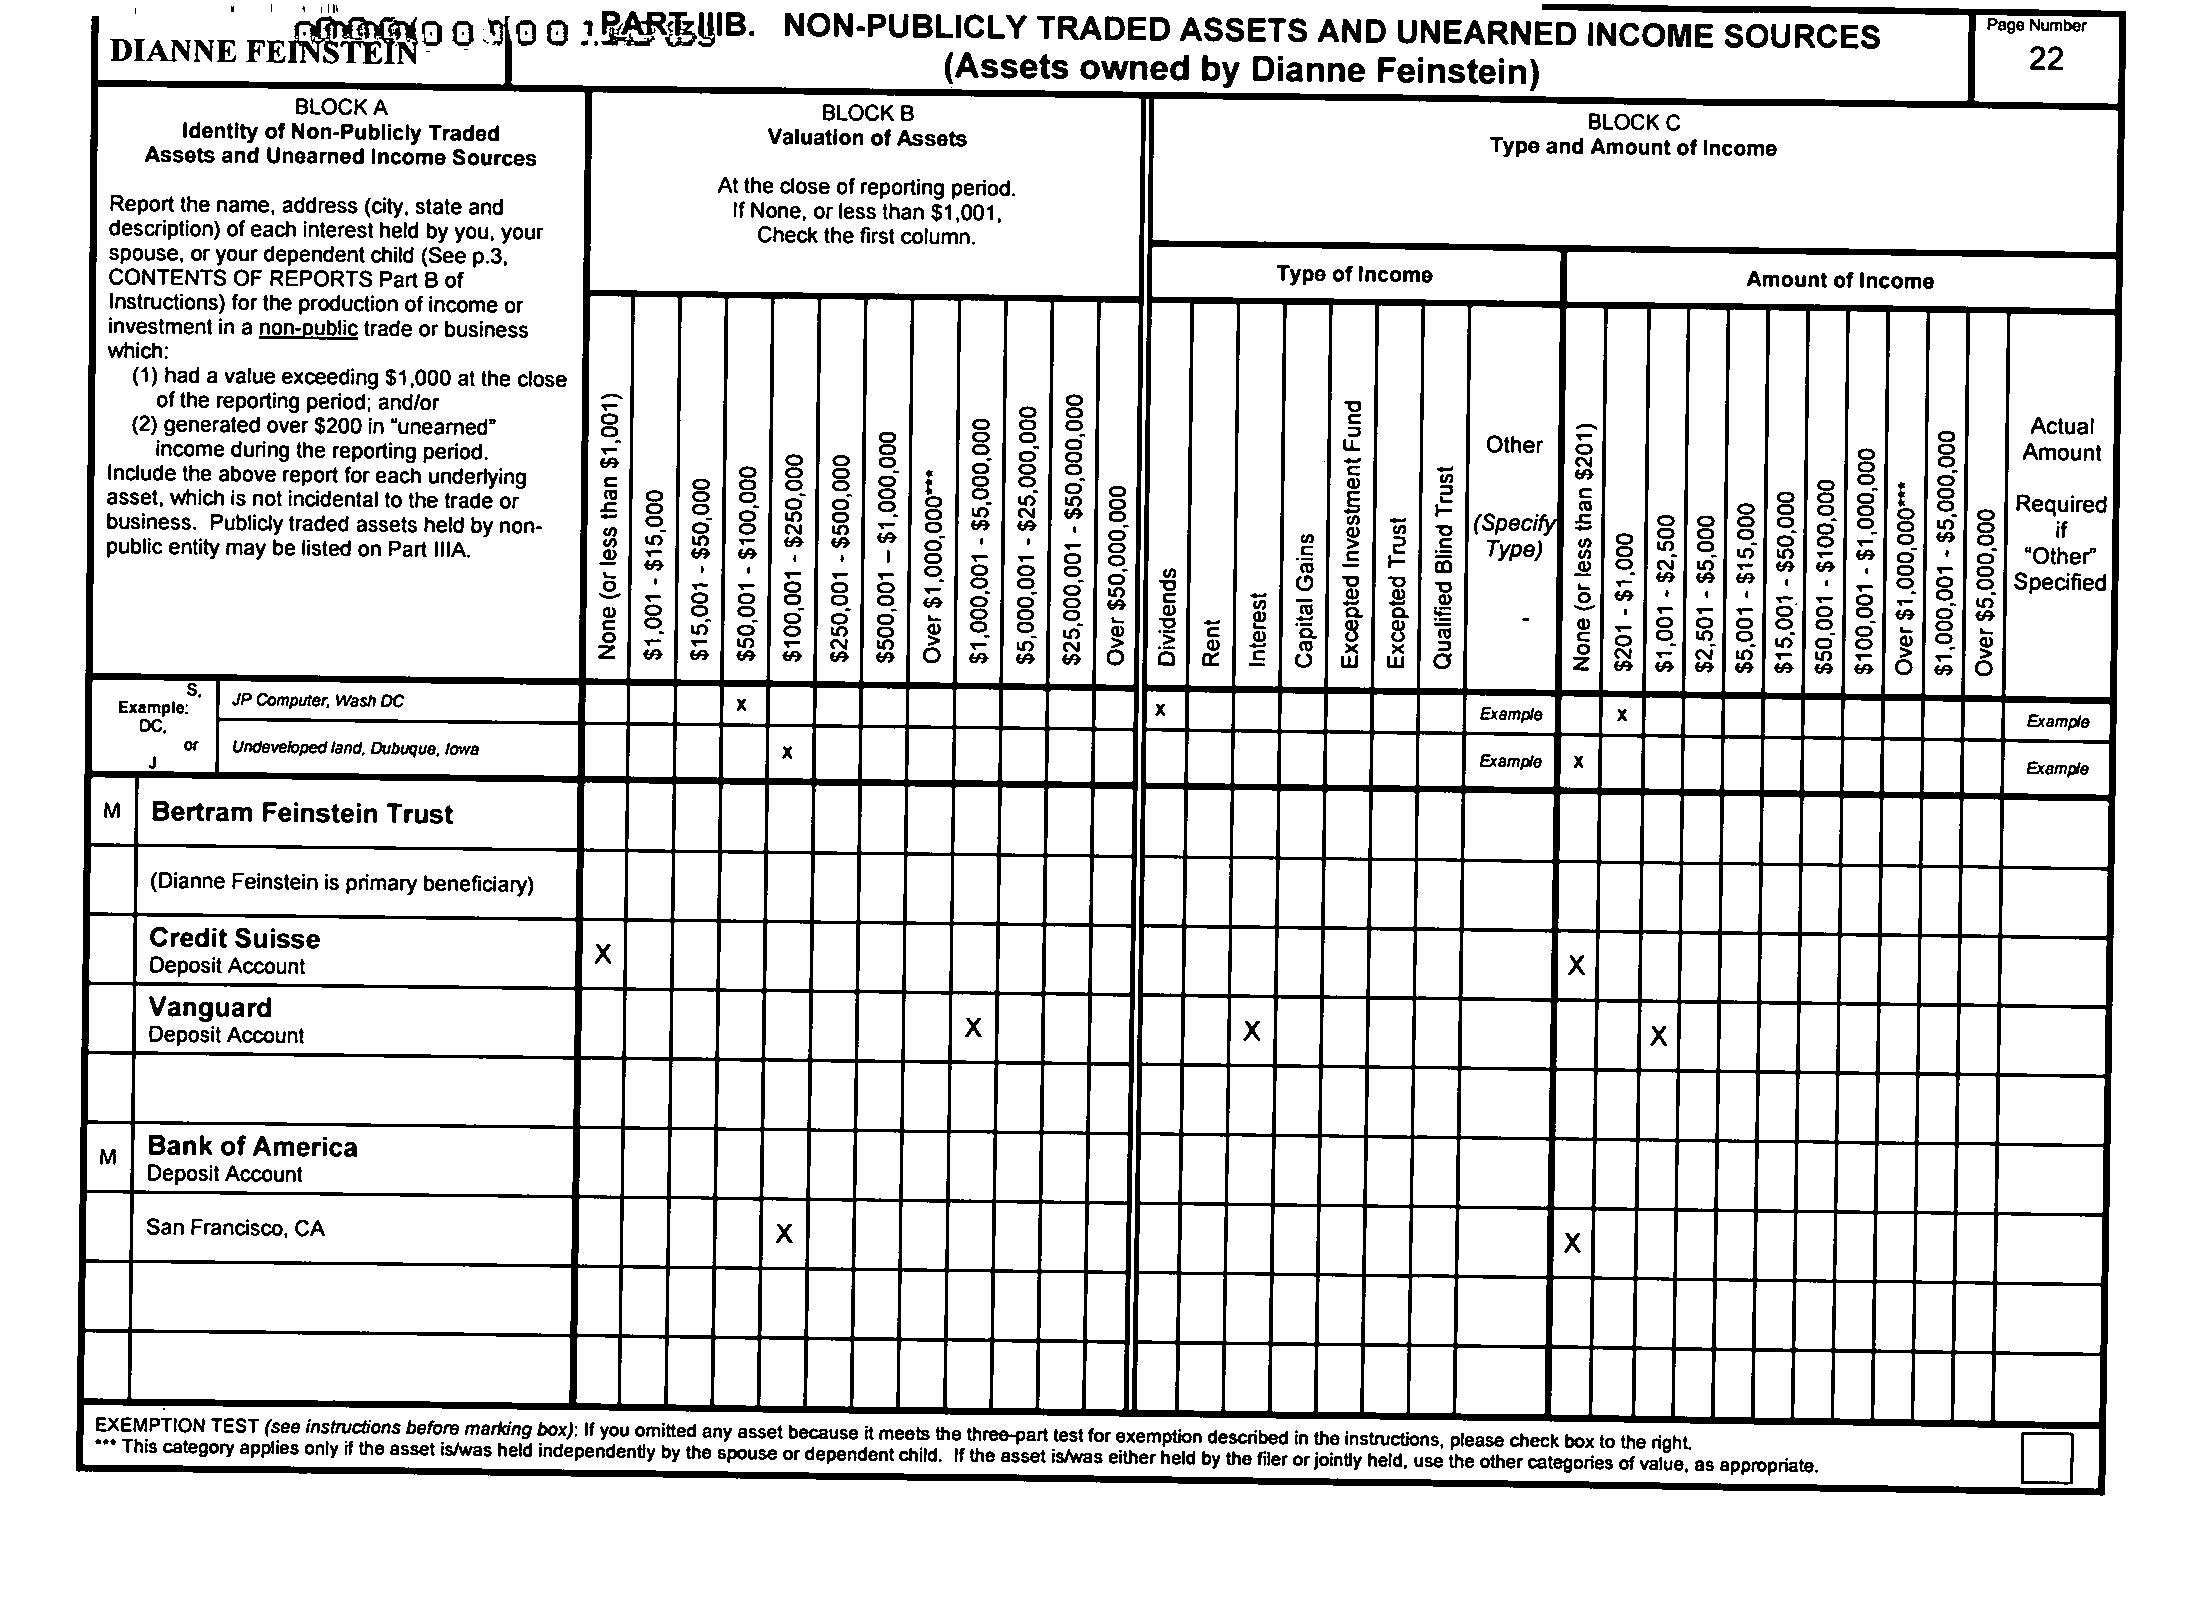 DIANNE FEINSTEIN
PART IIIB. NON-PUBLICLY TRADED ASSETS AND UNEARNED INCOME SOURCES
(Assets owned by Dianne Feinstein)
Page Number
22
BLOCK A
Identity of Non-Publicly Traded
Assets and Unearned Income Sources
Report the name, address (city, state and
description) of each interest held by you, your
spouse, or your dependent child (See p.3,
CONTENTS OF REPORTS Part B of
Instructions) for the production of income or
investment in a non-public trade or business
which:
(1) had a value exceeding $1,000 at the close
of the reporting period; and/or
(2) generated over $200 in "unearned"
income during the reporting period.
Include the above report for each underlying
asset, which is not incidental to the trade or
business. Publicly traded assets held by non-
public entity may be listed on Part IIIA.
BLOCK B
Valuation of Assets
At the close of reporting period.
If None, or less than $1,001,
Check the first column.
None (or less than $1,001)
$1,001 - $15,000
$15,001 - $50,000
$50,001 - $100,000
$100,001 - $250,000
$250,001 - $500,000
$500,001 – $1,000,000
Over $1,000,000***
$1,000,001 - $5,000,000
$5,000,001 - $25,000,000
$25,000,001 - $50,000,000
Over $50,000,000
BLOCK C
Type and Amount of Income
Type of Income
Dividends
Rent
Interest
Capital Gains
Excepted Investment Fund
Excepted Trust
Qualified Blind Trust
Other
(Specify
Type)
-
Amount of Income
None (or less than $201)
$201 - $1,000
$1,001 - $2,500
$2,501 - $5,000
$5,001 - $15,000
$15,001 - $50,000
$50,001 - $100,000
$100,001 - $1,000,000
Over $1,000,000***
$1,000,001 - $5,000,000
Over $5,000,000
Actual
Amount
Required
if
"Other"
Specified
S,
Example:
DC,
or
J
JP Computer, Wash DC X X Example X Example
Undeveloped land, Dubuque, Iowa X Example X Example
M Bertram Feinstein Trust
(Dianne Feinstein is primary beneficiary)
Credit Suisse
Deposit Account X X
Vanguard
Deposit Account X X X
M Bank of America
Deposit Account
San Francisco, CA X X
EXEMPTION TEST (see instructions before marking box): If you omitted any asset because it meets the three-part test for exemption described in the instructions, please check box to the right.
*** This category applies only if the asset is/was held independently by the spouse or dependent child. If the asset is/was either held by the filer or jointly held, use the other categories of value, as appropriate.